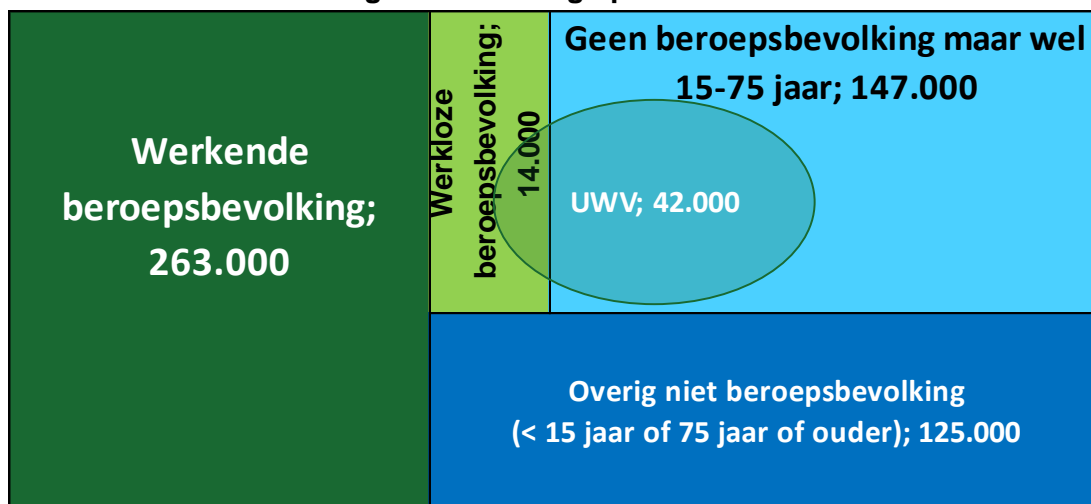 Werkende
beroepsbevolking;
263.000
Werkloze
beroepsbevolking;
14.000
Geen beroepsbevolking maar wel
15-75 jaar; 147.000
UWV; 42.000
Overig niet beroepsbevolking
(< 15 jaar of 75 jaar of ouder); 125.000